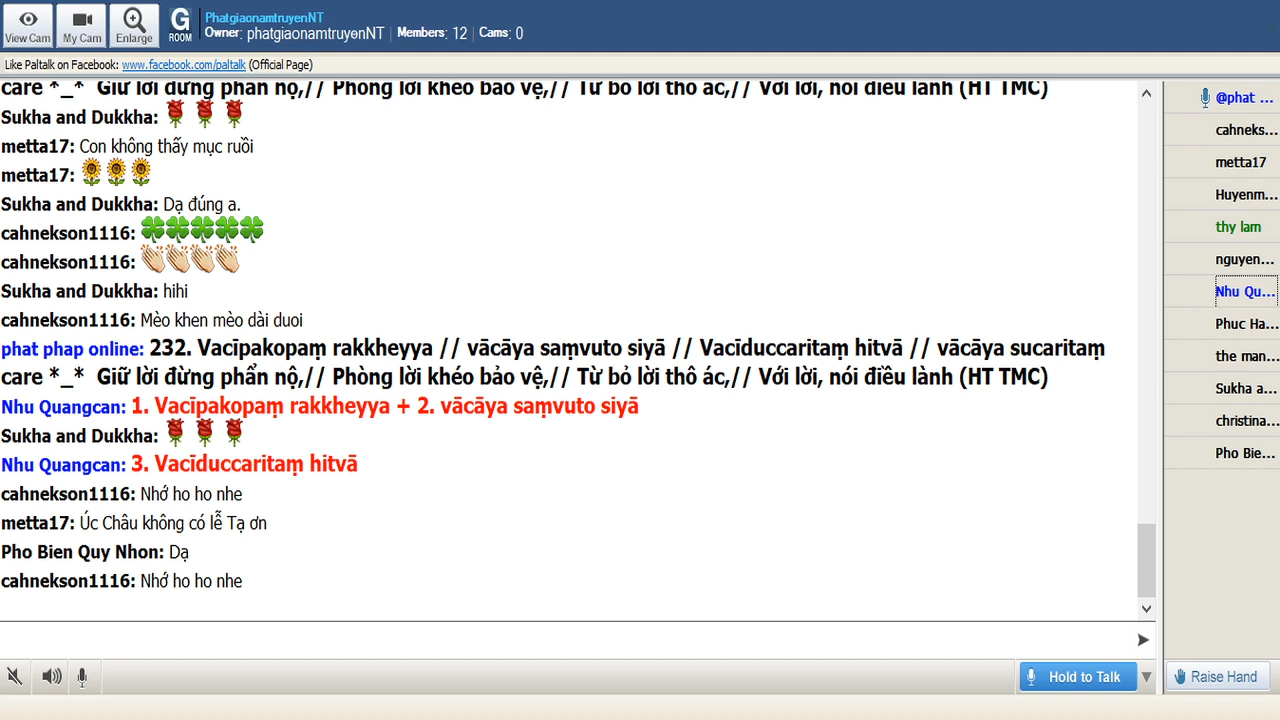 View Cam
My Cam
Enlarge
G
ROOM
PhatgiaonamtruyenNT
Owner: phatgiaonamtruyenNT | Members: 12 | Cams: 0
Like Paltalk on Facebook: www.facebook.com/paltalk (Official Page)
care *_* Giữ lời đừng phẩn nộ,// Phòng lời khéo bảo vệ,// Từ bỏ lời thô ác,// Với lời, nói điều lành (HT TMC)
Sukha and Dukkha:
metta17: Con không thấy mục ruồi
metta17:
Sukha and Dukkha: Dạ đúng a.
cahnekson1116:
cahnekson1116:
Sukha and Dukkha: hihi
cahnekson1116: Mèo khen mèo dài duoi
phat phap online: 232. Vacīpakopaṃ rakkheyya // vācāya saṃvuto siyā // Vacīduccaritaṃ hitvā // vācāya sucaritaṃ
care *_* Giữ lời đừng phẩn nộ,// Phòng lời khéo bảo vệ,// Từ bỏ lời thô ác,// Với lời, nói điều lành (HT TMC)
Nhu Quangcan: 1. Vacīpakopaṃ rakkheyya + 2. vācāya saṃvuto siyā
Sukha and Dukkha:
Nhu Quangcan: 3. Vacīduccaritaṃ hitvā
cahnekson1116: Nhớ ho ho nhe
metta17: Úc Châu không có lễ Tạ ơn
Pho Bien Quy Nhon: Dạ
cahnekson1116: Nhớ ho ho nhe
@phat ...
cahneks...
metta17
Huyenm...
thy lam
nguyen...
Nhu Qu...
Phuc Ha...
the man...
Sukha a...
christina...
Pho Bie...
Hold to Talk
Raise Hand